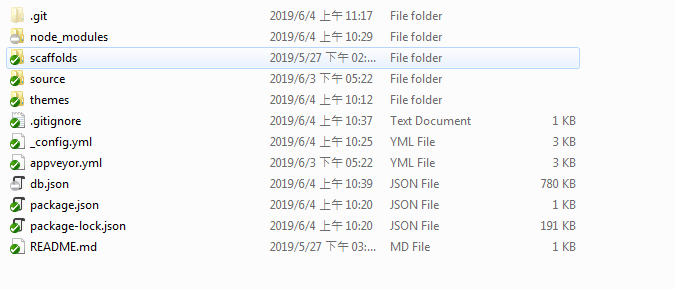 .git 2019/6/4 上午 11:17 File folder
node_modules 2019/6/4 上午 10:29 File folder
scaffolds 2019/5/27 下午 02:... File folder
source 2019/6/3 下午 05:22 File folder
themes 2019/6/4 上午 10:12 File folder
.gitignore 2019/6/4 上午 10:37 Text Document 1 KB
_config.yml 2019/6/4 上午 10:25 YML File 3 KB
appveyor.yml 2019/6/3 下午 05:22 YML File 3 KB
db.json 2019/6/4 上午 10:39 JSON File 780 KB
package.json 2019/6/4 上午 10:20 JSON File 1 KB
package-lock.json 2019/6/4 上午 10:20 JSON File 191 KB
README.md 2019/5/27 下午 03:... MD File 1 KB